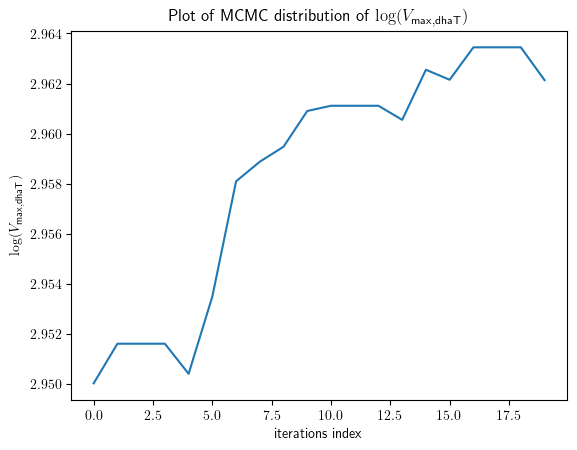 Plot of MCMC distribution of log(V_max,dhaT)
log(V_max,dhaT)
2.964
2.962
2.960
2.958
2.956
2.954
2.952
2.950
0.0 2.5 5.0 7.5 10.0 12.5 15.0 17.5
iterations index